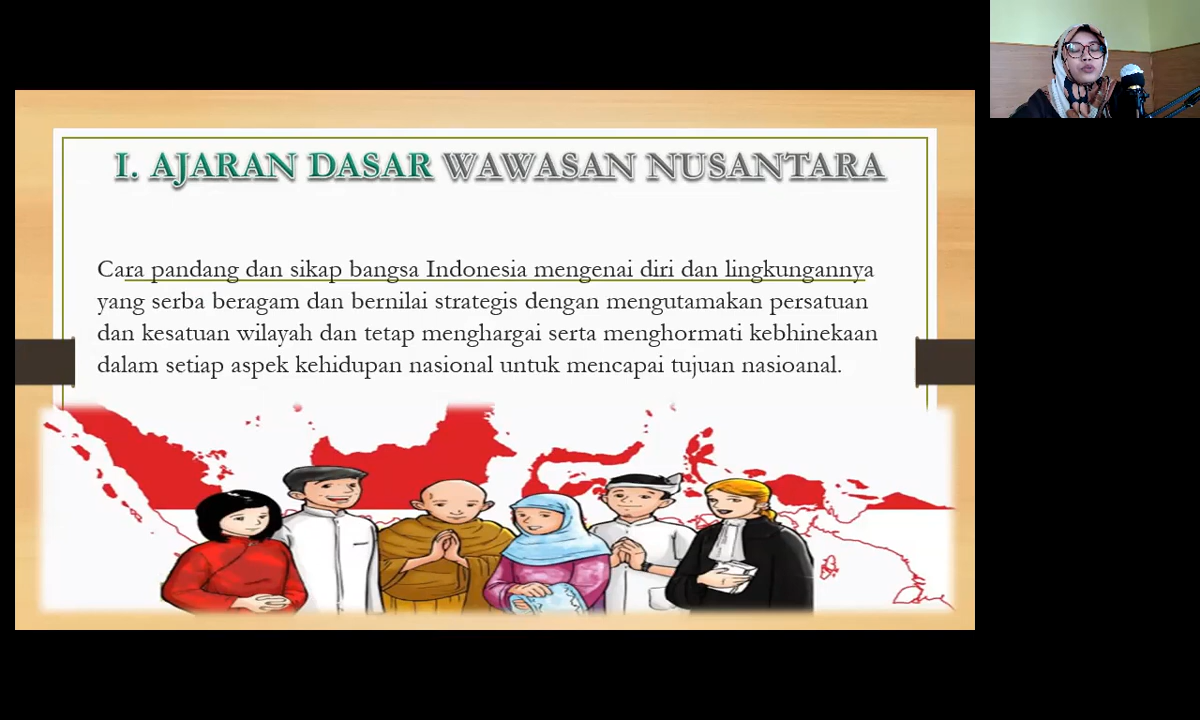 I. AJARAN DASAR WAWASAN NUSANTARA
Cara pandang dan sikap bangsa Indonesia mengenai diri dan lingkungannya
yang serba beragam dan bernilai strategis dengan mengutamakan persatuan
dan kesatuan wilayah dan tetap menghargai serta menghormati kebhinekaan
dalam setiap aspek kehidupan nasional untuk mencapai tujuan nasioanal.